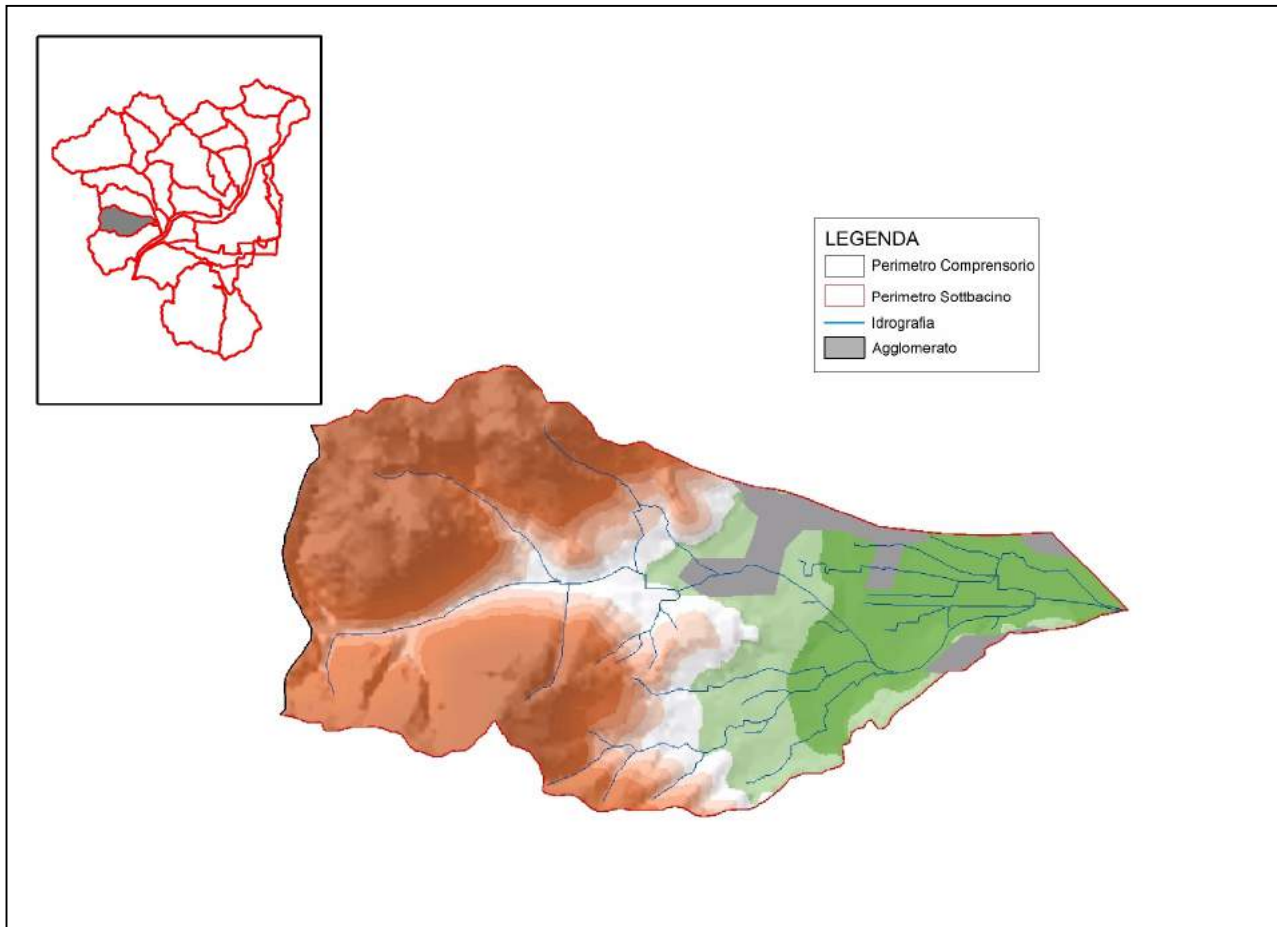 LEGENDA
Perimetro Comprensorio
Perimetro Sottbacino
Idrografia
Agglomerato